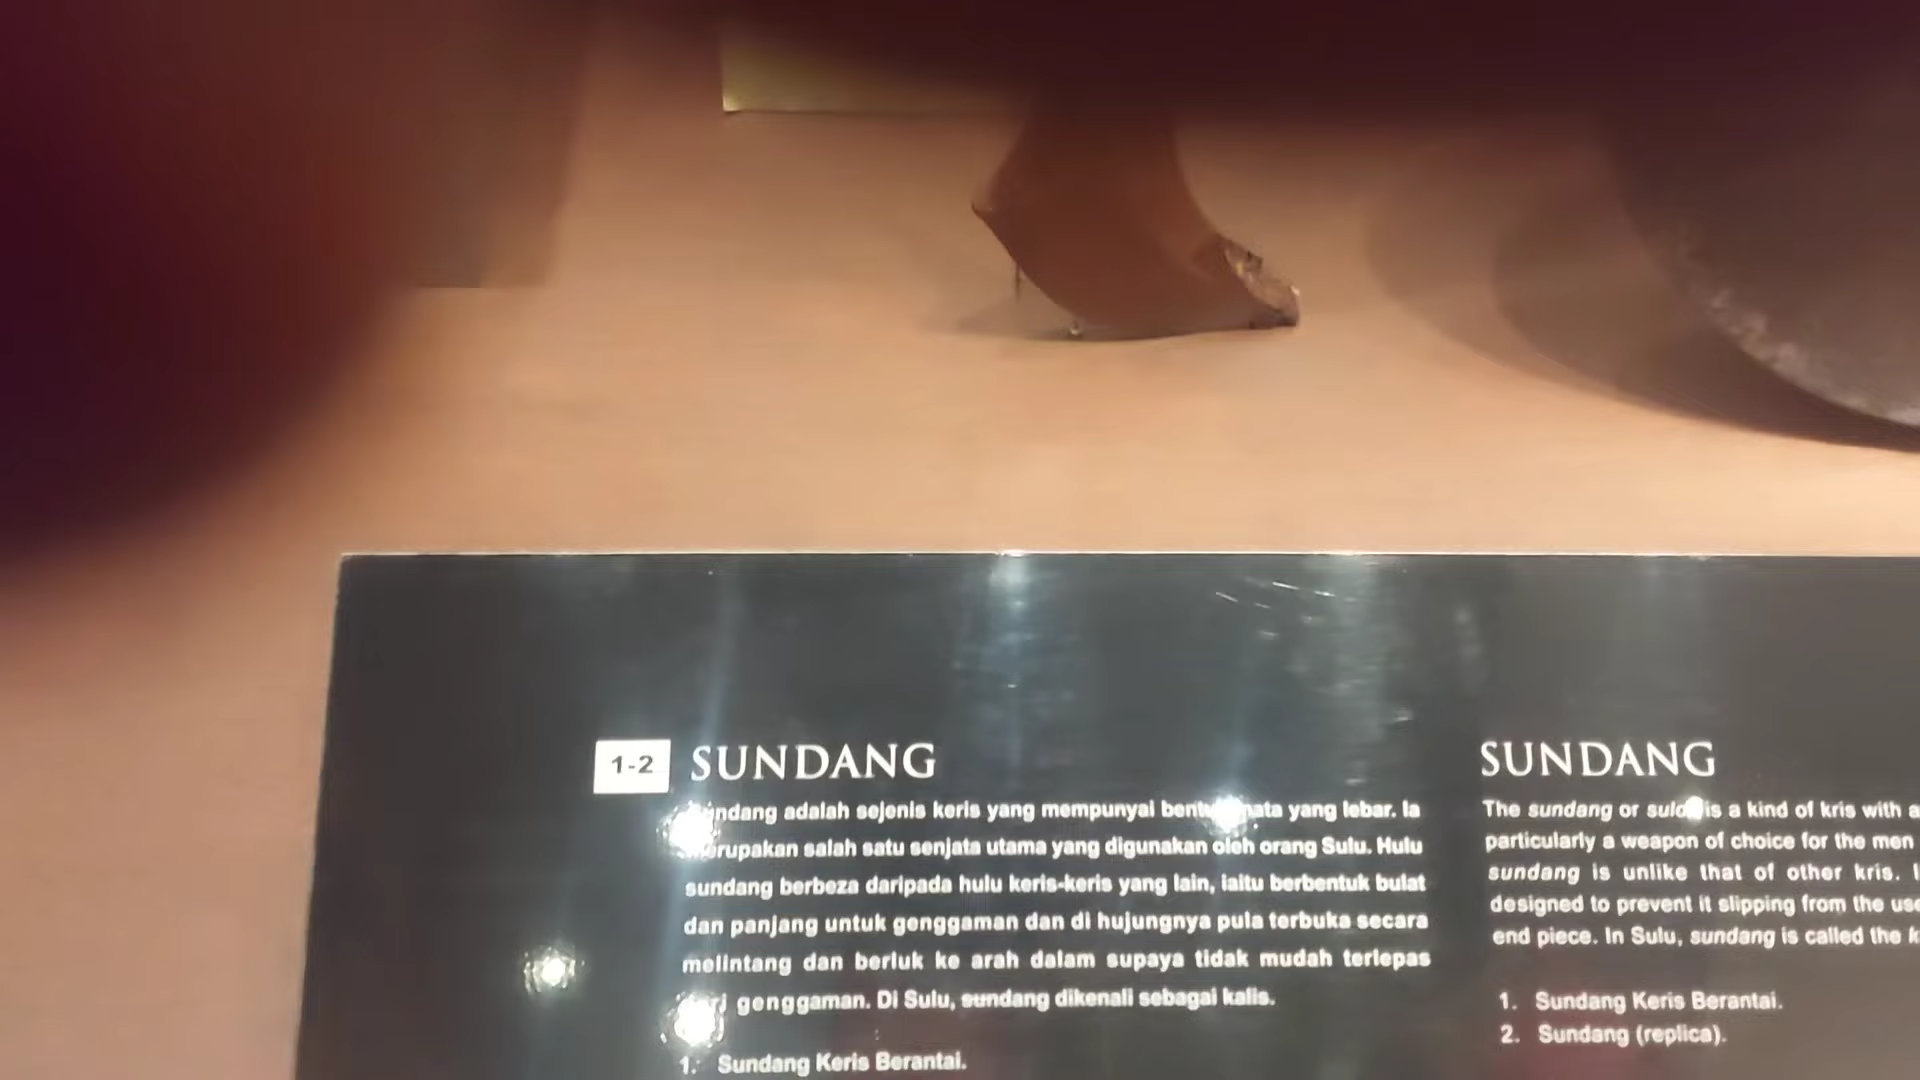 1-2
SUNDANG
adalah sejenis keris yang mempunyai yang lebar. Ia
salah satu senjata utama yang digunakan oleh orang Sulu. Hulu
sundang berbeza daripada hulu keris-keris yang lain, iaitu berbentuk bulat
dan panjang untuk genggaman dan di hujungnya pula terbuka secara
melintang dan berluk ke arah dalam supaya tidak mudah terlepas
genggaman. Di Sulu, sundang dikenali sebagai kalis.
1. Sundang Keris Berantai.
SUNDANG
The sundang or is a kind of kris with a
particularly a weapon of choice for the men
sundang is unlike that of other kris.
designed to prevent it slipping from the
end piece. In Sulu, sundang is called the
1. Sundang Keris Berantai.
2. Sundang (replica).